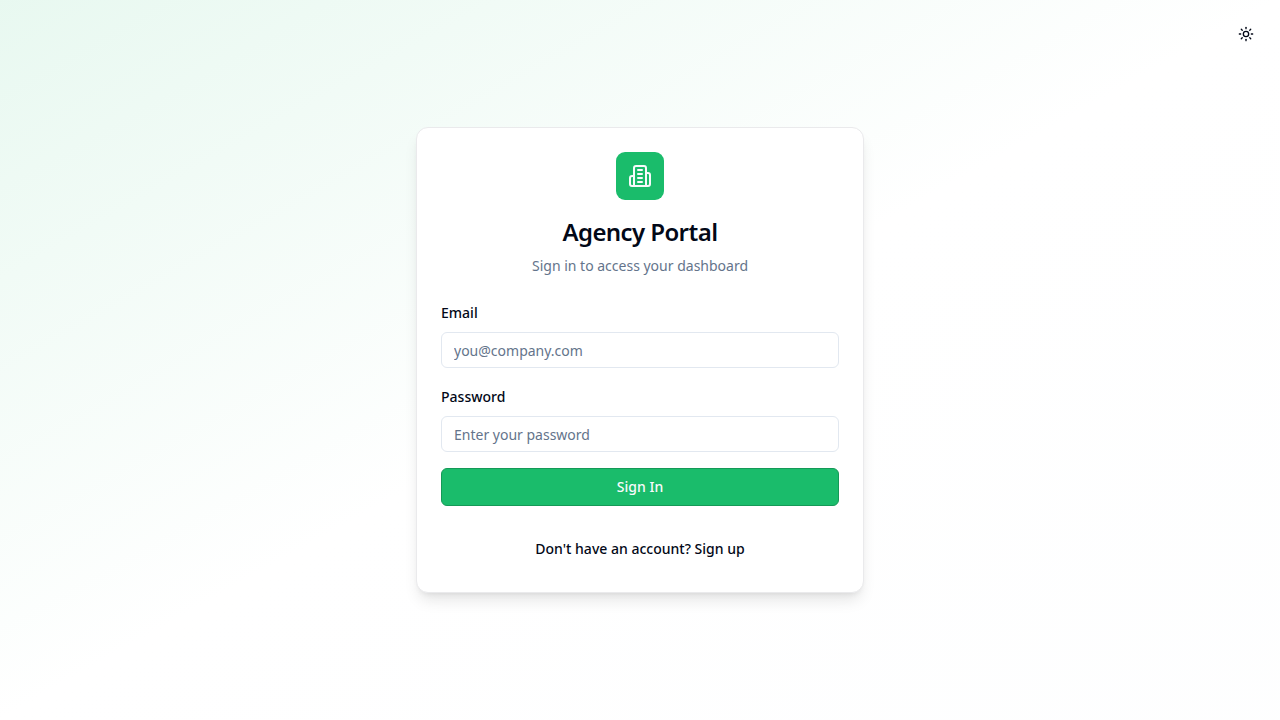 Agency Portal
Sign in to access your dashboard
Email
you@company.com
Password
Enter your password
Sign In
Don't have an account? Sign up